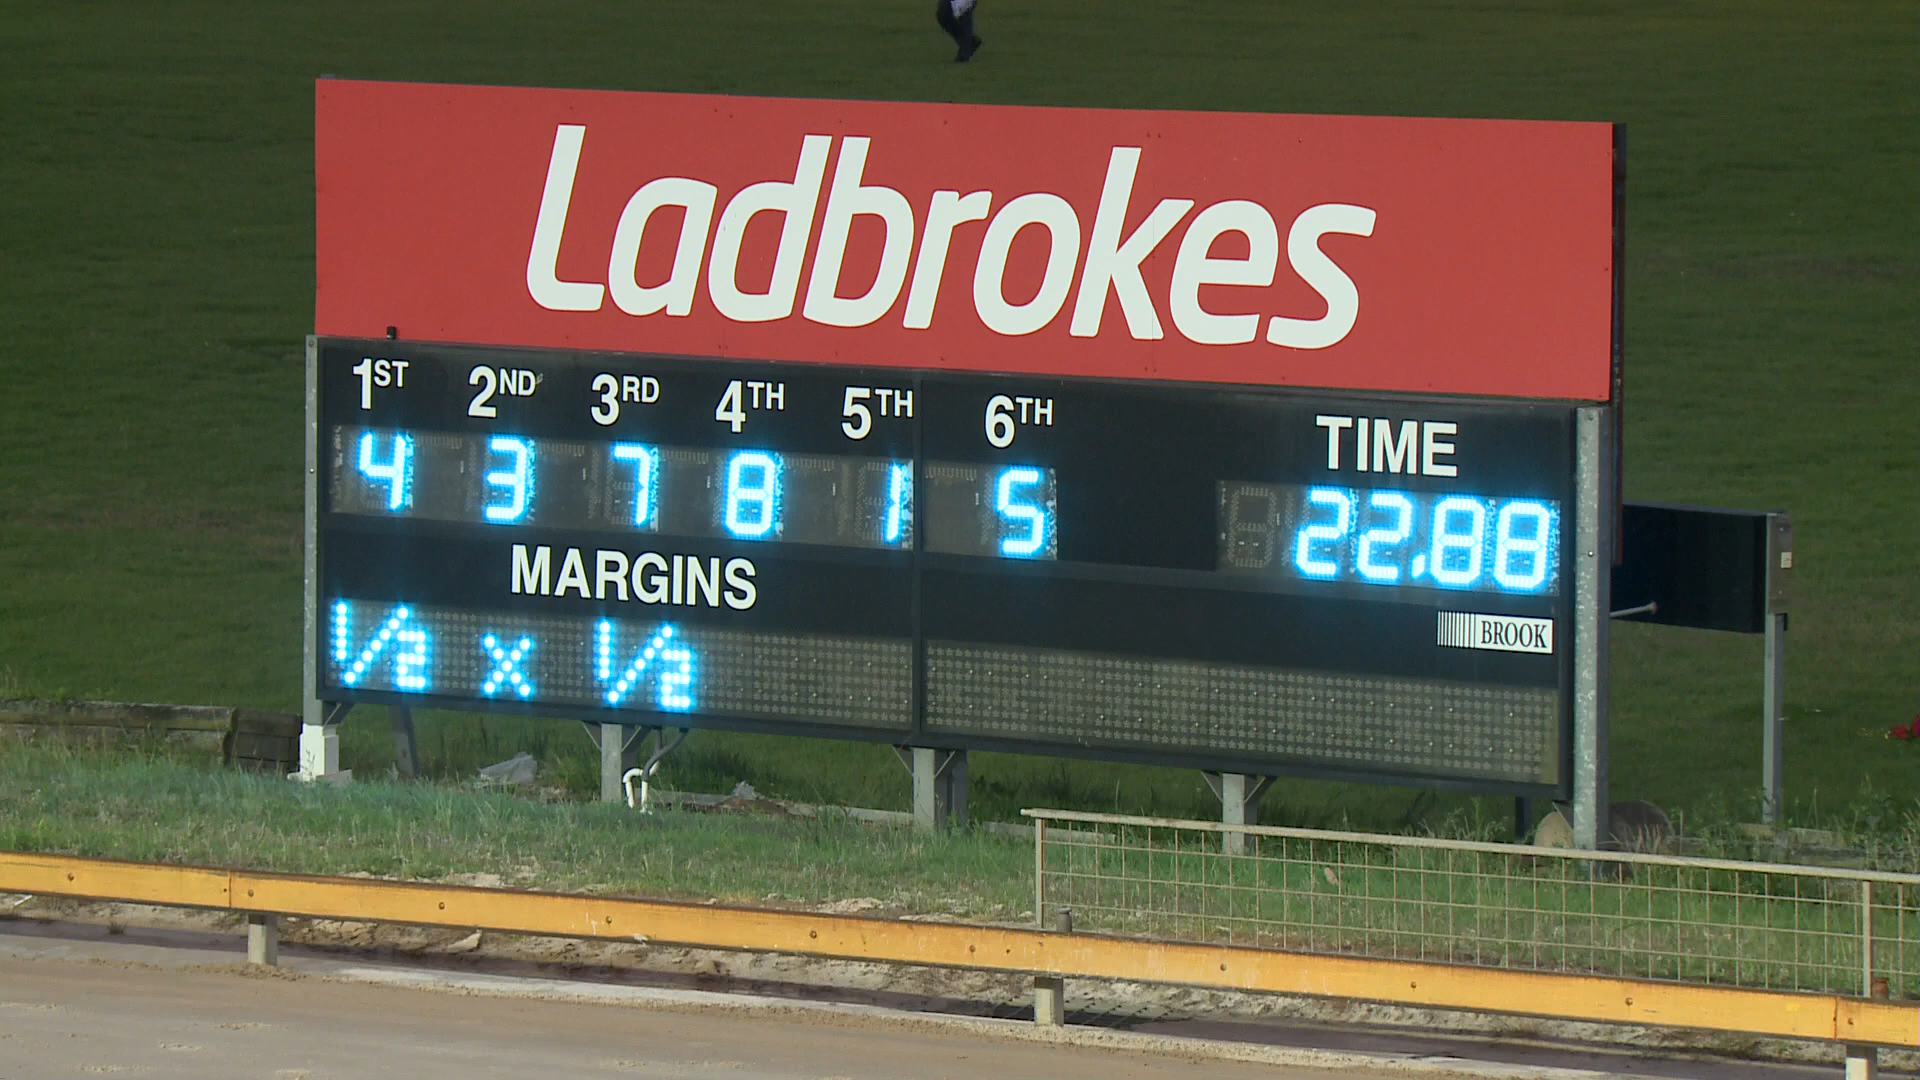 Ladbrokes
1ST 2ND 3RD 4TH 5TH 6TH TIME
4 3 7 8 1 5 22.88
MARGINS
BROOK
1/2 x 1/2